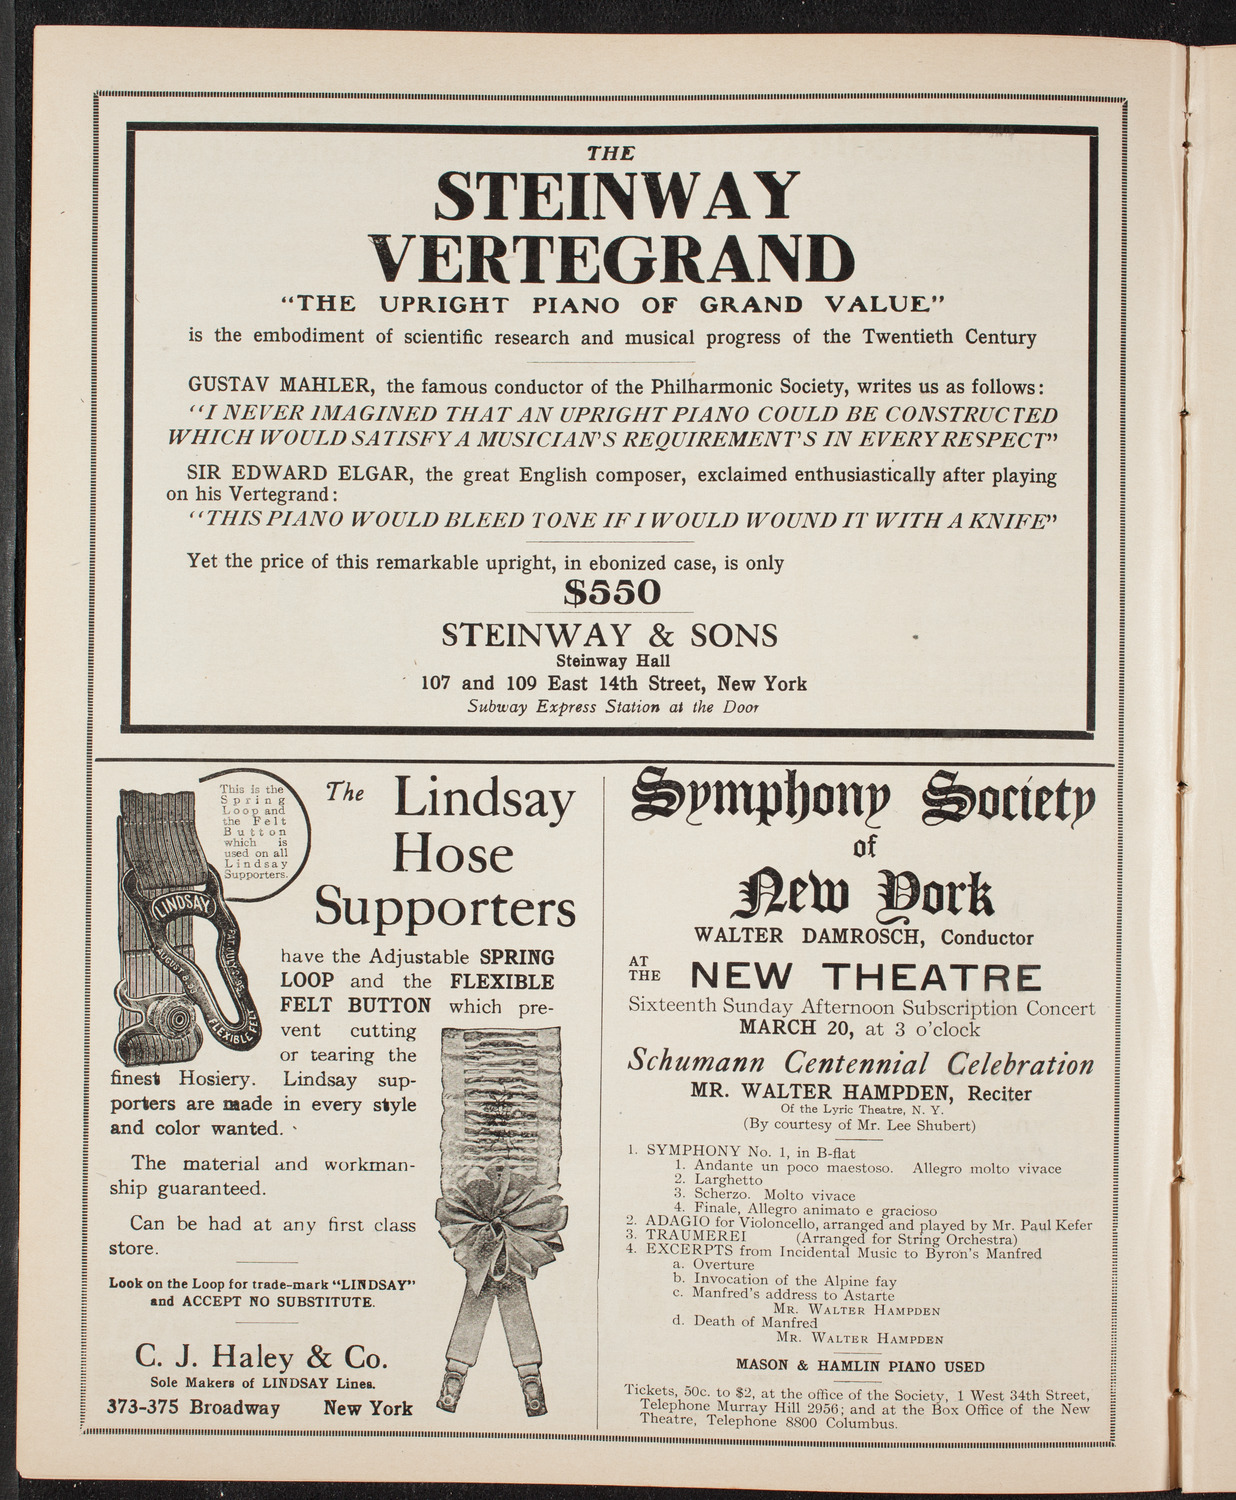 THE
STEINWAY
VERTEGRAND
“THE UPRIGHT PIANO OF GRAND VALUE”
is the embodiment of scientific research and musical progress of the Twentieth Century
GUSTAV MAHLER, the famous conductor of the Philharmonic Society, writes us as follows:
“I NEVER IMAGINED THAT AN UPRIGHT PIANO COULD BE CONSTRUCTED
WHICH WOULD SATISFY A MUSICIAN'S REQUIREMENT'S IN EVERY RESPECT”
SIR EDWARD ELGAR, the great English composer, exclaimed enthusiastically after playing
on his Vertegrand:
“THIS PIANO WOULD BLEED TONE IF I WOULD WOUND IT WITH A KNIFE”
Yet the price of this remarkable upright, in ebonized case, is only
$550
STEINWAY & SONS
Steinway Hall
107 and 109 East 14th Street, New York
Subway Express Station at the Door
This is the
Spring
Loop and
the Felt
Button
which is
used on all
Lindsay
Supporters.
LINDSAY
PAT. JULY
AUGUST
FLEXIBLE FELT
The Lindsay
Hose
Supporters
have the Adjustable SPRING
LOOP and the FLEXIBLE
FELT BUTTON which pre-
vent cutting
or tearing the
finest Hosiery. Lindsay sup-
porters are made in every style
and color wanted.
The material and workman-
ship guaranteed.
Can be had at any first class
store.
Look on the Loop for trade-mark “LINDSAY”
and ACCEPT NO SUBSTITUTE.
C. J. Haley & Co.
Sole Makers of LINDSAY Lines.
373-375 Broadway New York
Symphony Society
of
New York
WALTER DAMROSCH, Conductor
AT THE NEW THEATRE
Sixteenth Sunday Afternoon Subscription Concert
MARCH 20, at 3 o'clock
Schumann Centennial Celebration
MR. WALTER HAMPDEN, Reciter
Of the Lyric Theatre, N. Y.
(By courtesy of Mr. Lee Shubert)
1. SYMPHONY No. 1, in B-flat
1. Andante un poco maestoso. Allegro molto vivace
2. Larghetto
3. Scherzo. Molto vivace
4. Finale, Allegro animato e gracioso
2. ADAGIO for Violoncello, arranged and played by Mr. Paul Kefer
3. TRAUMEREI (Arranged for String Orchestra)
4. EXCERPTS from Incidental Music to Byron's Manfred
a. Overture
b. Invocation of the Alpine fay
c. Manfred's address to Astarte
MR. WALTER HAMPDEN
d. Death of Manfred
MR. WALTER HAMPDEN
MASON & HAMLIN PIANO USED
Tickets, 50c. to $2, at the office of the Society, 1 West 34th Street,
Telephone Murray Hill 2956; and at the Box Office of the New
Theatre, Telephone 8800 Columbus.